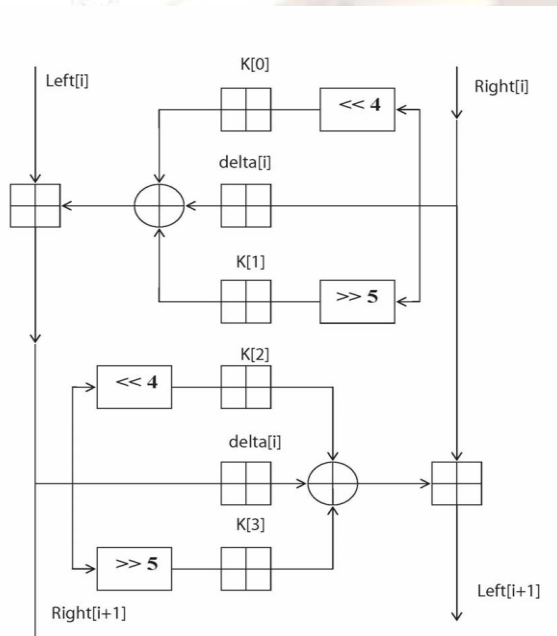 K[0]
Left[i]
Right[i]
<< 4
delta[i]
K[1]
>> 5
K[2]
<< 4
delta[i]
K[3]
>> 5
Right[i+1]
Left[i+1]